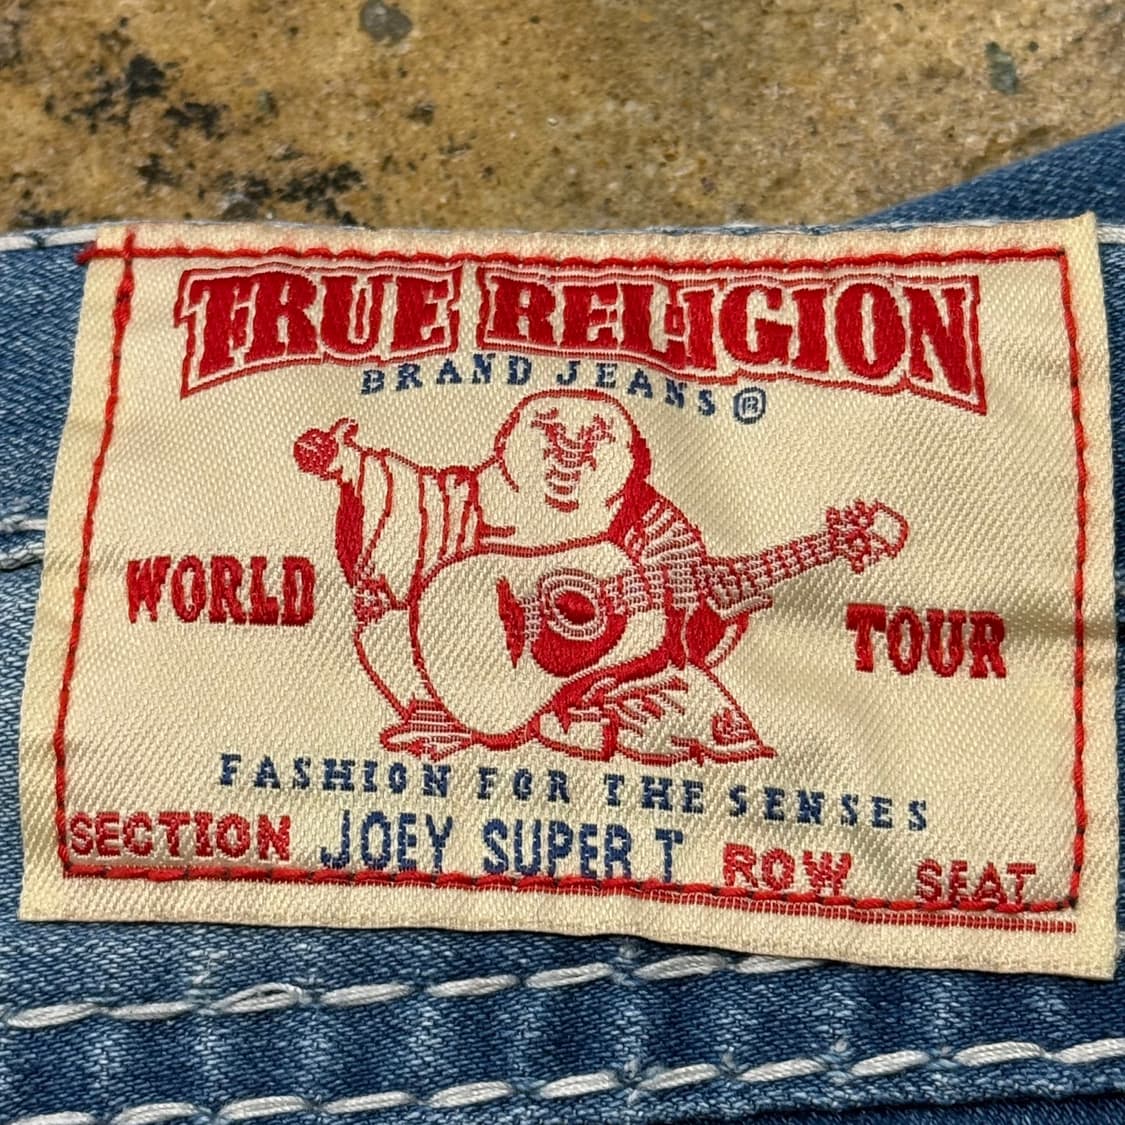 TRUE RELIGION
BRAND JEANS®
WORLD TOUR
FASHION FOR THE SENSES
SECTION JOEY SUPER T ROW SEAT